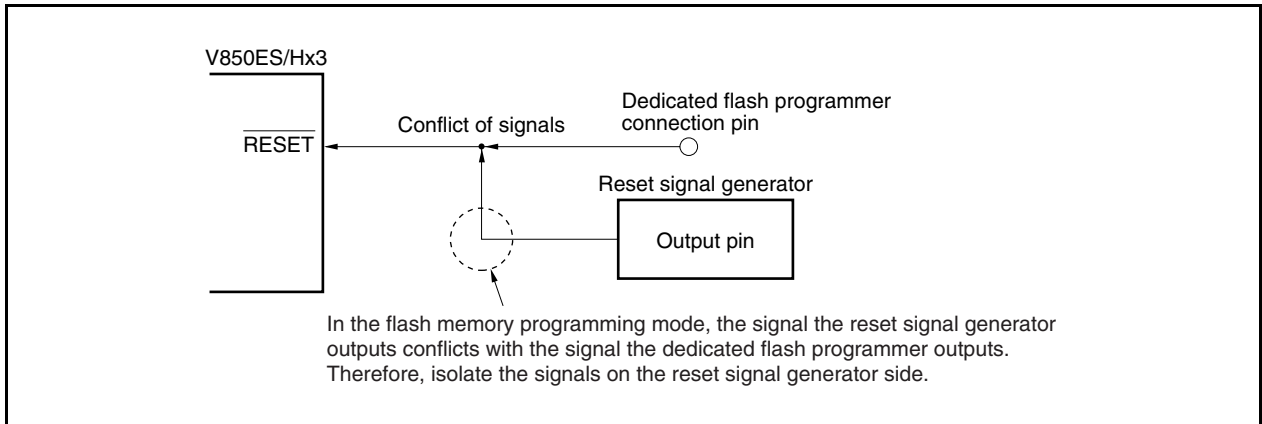 V850ES/Hx3
Dedicated flash programmer
connection pin
Conflict of signals
RESET
Reset signal generator
Output pin
In the flash memory programming mode, the signal the reset signal generator
outputs conflicts with the signal the dedicated flash programmer outputs.
Therefore, isolate the signals on the reset signal generator side.